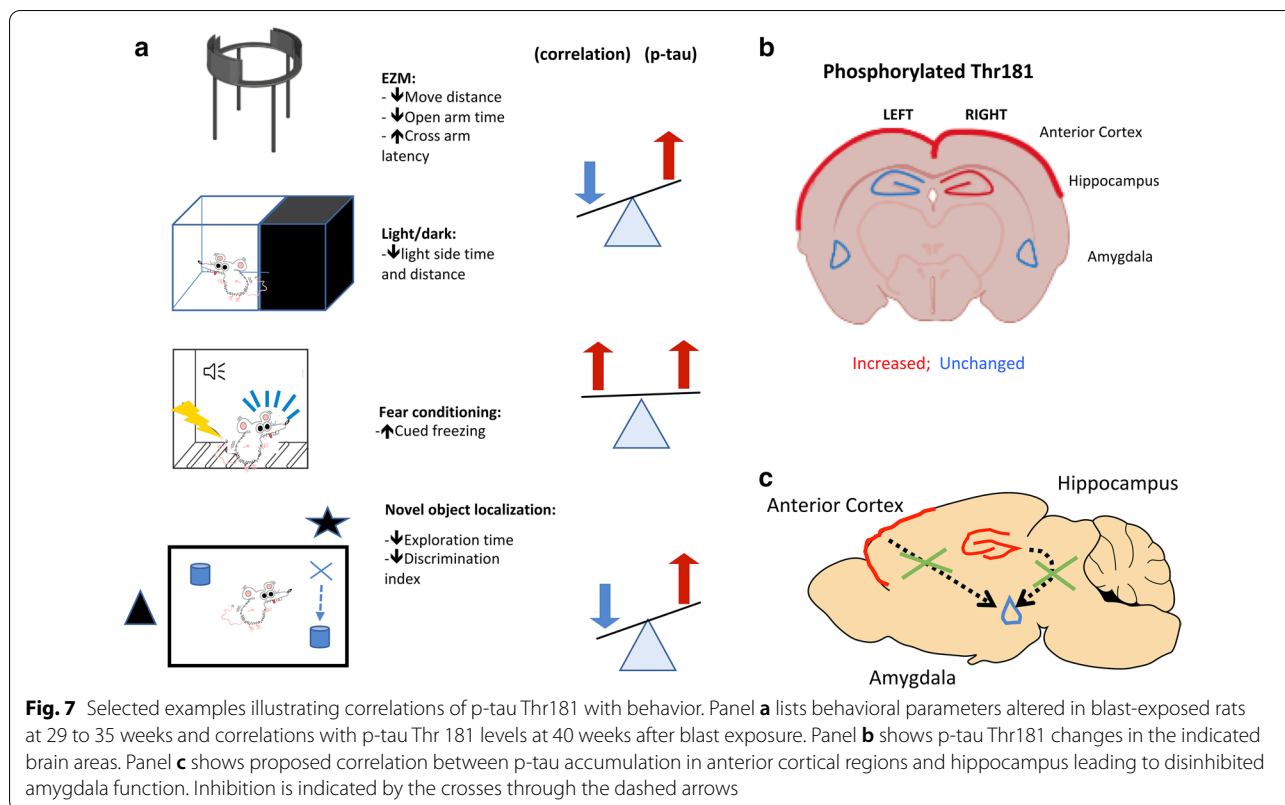 a
(correlation) (p-tau)
EZM:
- ↓Move distance
- ↓Open arm time
- ↑Cross arm
latency
Light/dark:
-↓light side time
and distance
Fear conditioning:
-↑Cued freezing
Novel object localization:
-↓Exploration time
-↓Discrimination
index
b
Phosphorylated Thr181
LEFT RIGHT
Anterior Cortex
Hippocampus
Amygdala
Increased; Unchanged
c
Hippocampus
Anterior Cortex
Amygdala
Fig. 7 Selected examples illustrating correlations of p-tau Thr181 with behavior. Panel a lists behavioral parameters altered in blast-exposed rats
at 29 to 35 weeks and correlations with p-tau Thr 181 levels at 40 weeks after blast exposure. Panel b shows p-tau Thr181 changes in the indicated
brain areas. Panel c shows proposed correlation between p-tau accumulation in anterior cortical regions and hippocampus leading to disinhibited
amygdala function. Inhibition is indicated by the crosses through the dashed arrows